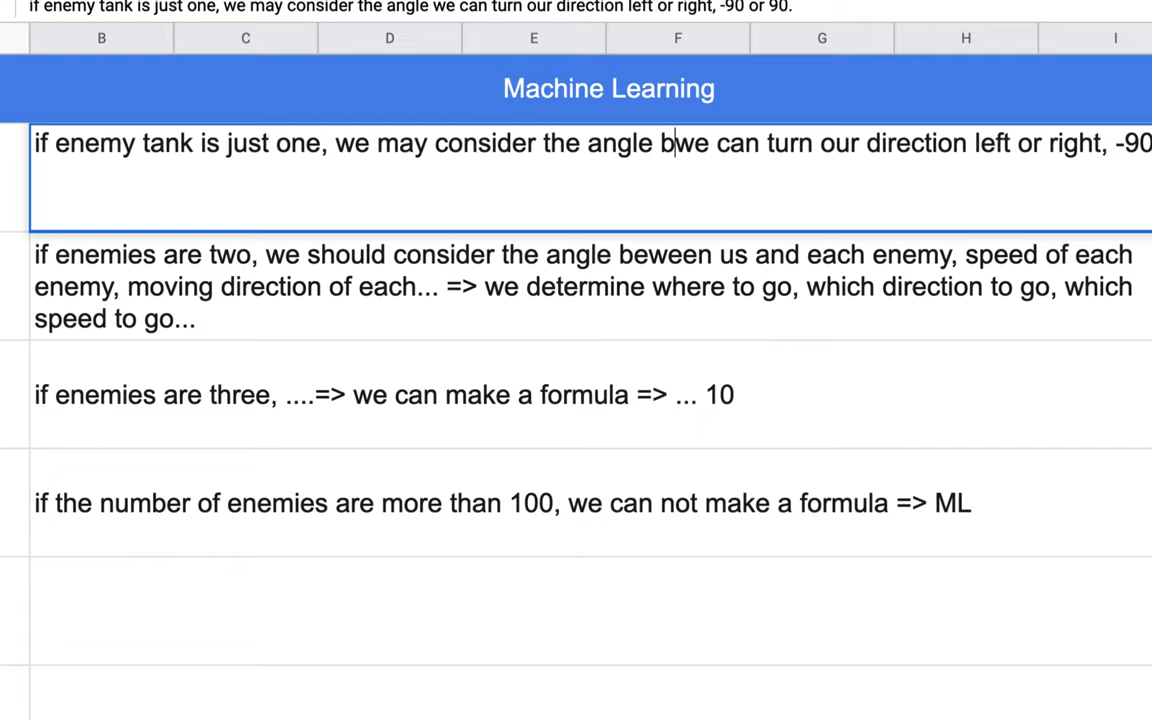 if enemy tank is just one, we may consider the angle we can turn our direction left or right, -90 or 90.
B C D E F G H I
Machine Learning
if enemy tank is just one, we may consider the angle bwe can turn our direction left or right, -90
if enemies are two, we should consider the angle beween us and each enemy, speed of each
enemy, moving direction of each... => we determine where to go, which direction to go, which
speed to go...
if enemies are three, ....=> we can make a formula => ... 10
if the number of enemies are more than 100, we can not make a formula => ML